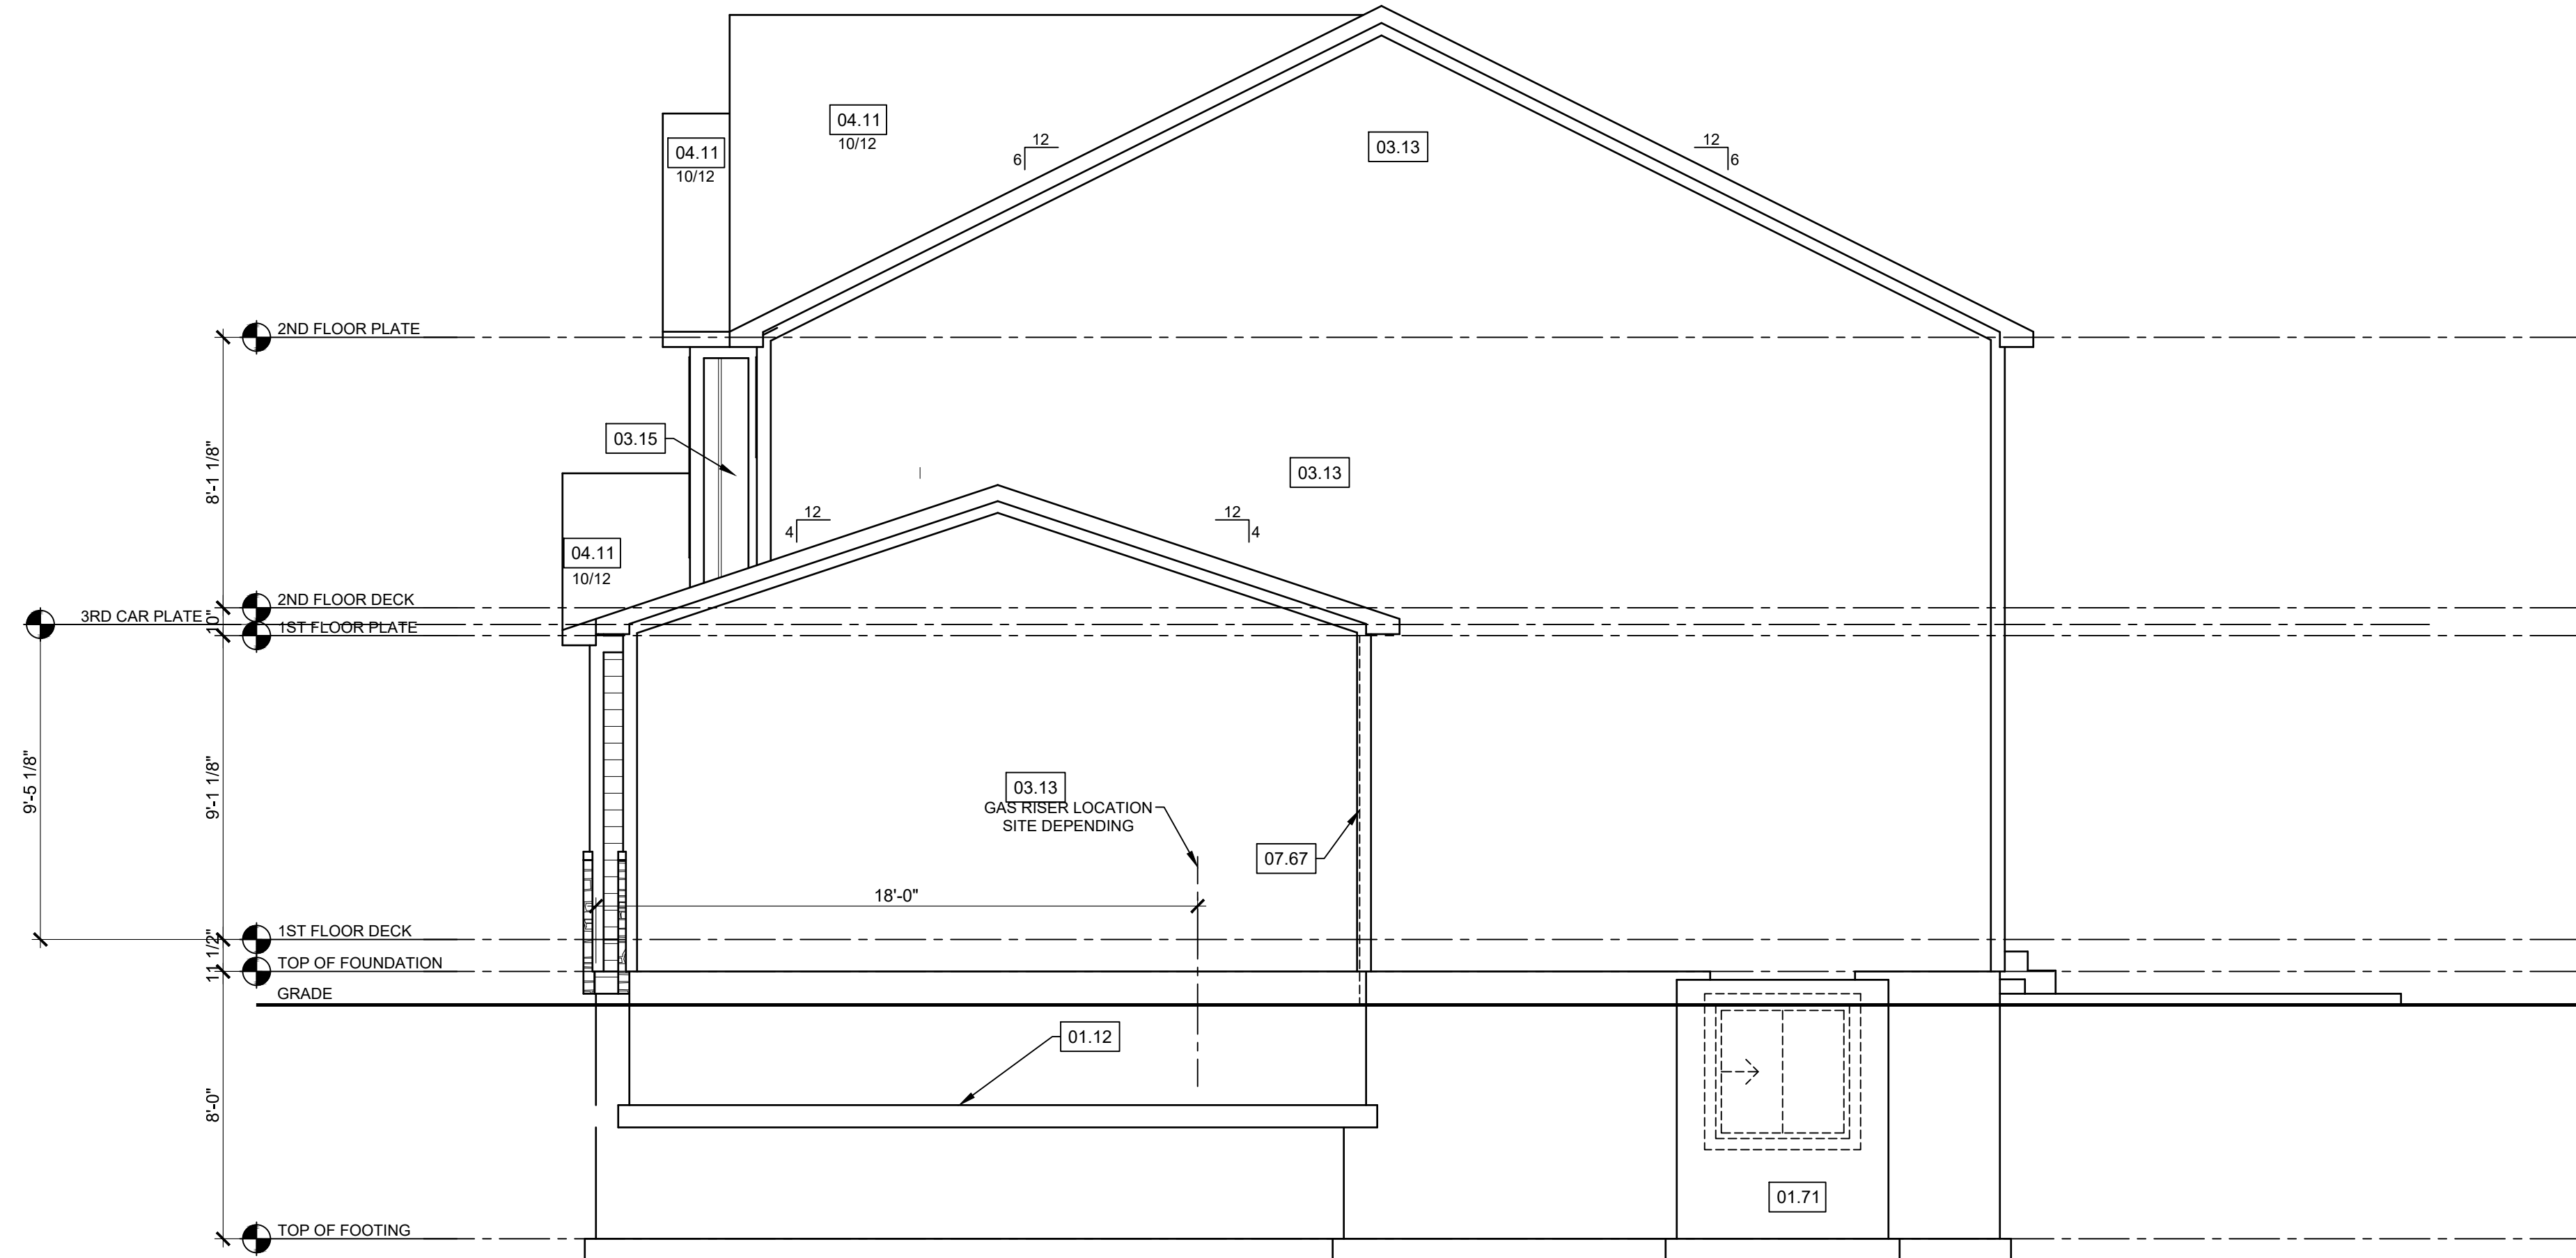 04.11
10/12
12
6
03.13
12
6
04.11
10/12
2ND FLOOR PLATE
03.15
03.13
8'-1 1/8"
12
4
12
4
04.11
10/12
2ND FLOOR DECK
3RD CAR PLATE
10"
1ST FLOOR PLATE
9'-5 1/8"
9'-1 1/8"
03.13
GAS RISER LOCATION
SITE DEPENDING
07.67
18'-0"
1ST FLOOR DECK
11 1/2"
TOP OF FOUNDATION
GRADE
01.12
8'-0"
01.71
TOP OF FOOTING